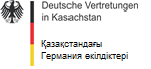 Deutsche Vertretungen
in Kasachstan
Қазақстандағы
Германия өкілдіктері